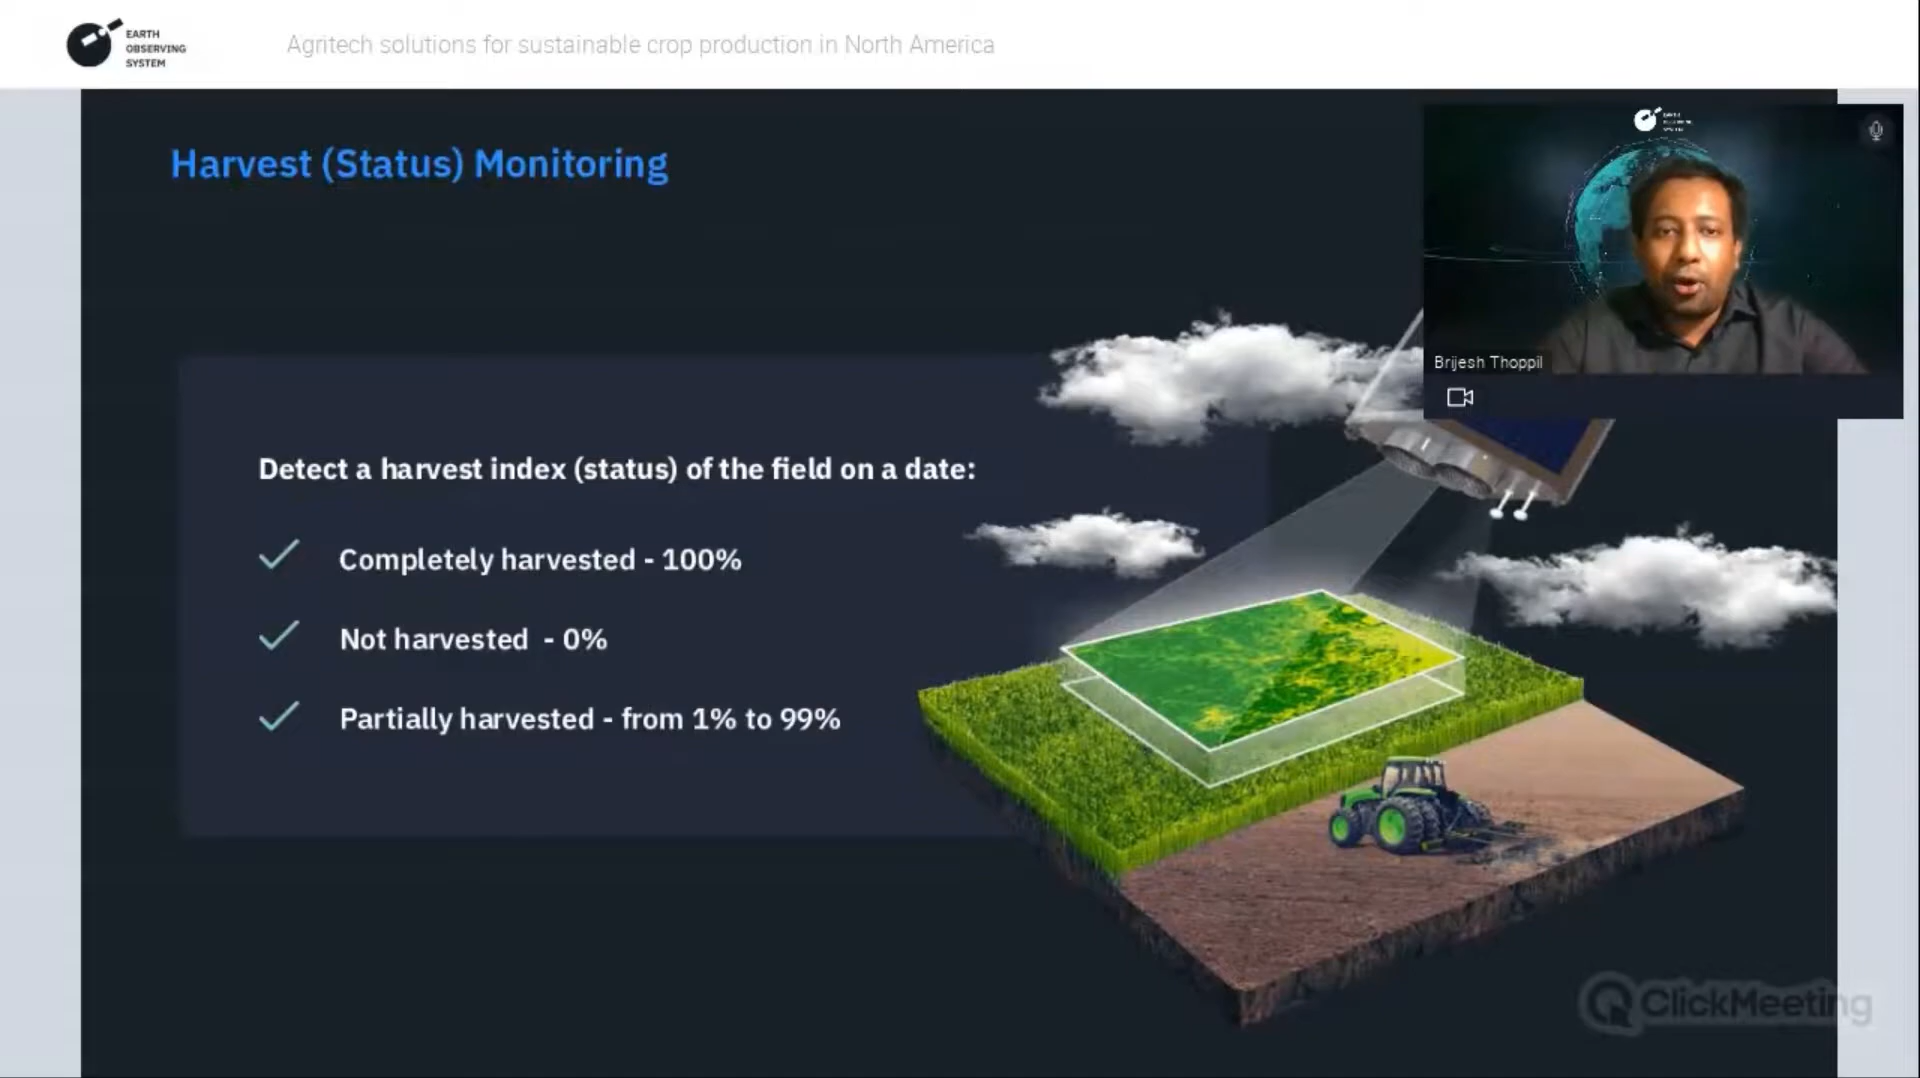 EARTH
OBSERVING
SYSTEM
Agritech solutions for sustainable crop production in North America
Harvest (Status) Monitoring
Brijesh Thoppil
Detect a harvest index (status) of the field on a date:
Completely harvested - 100%
Not harvested - 0%
Partially harvested - from 1% to 99%
ClickMeeting